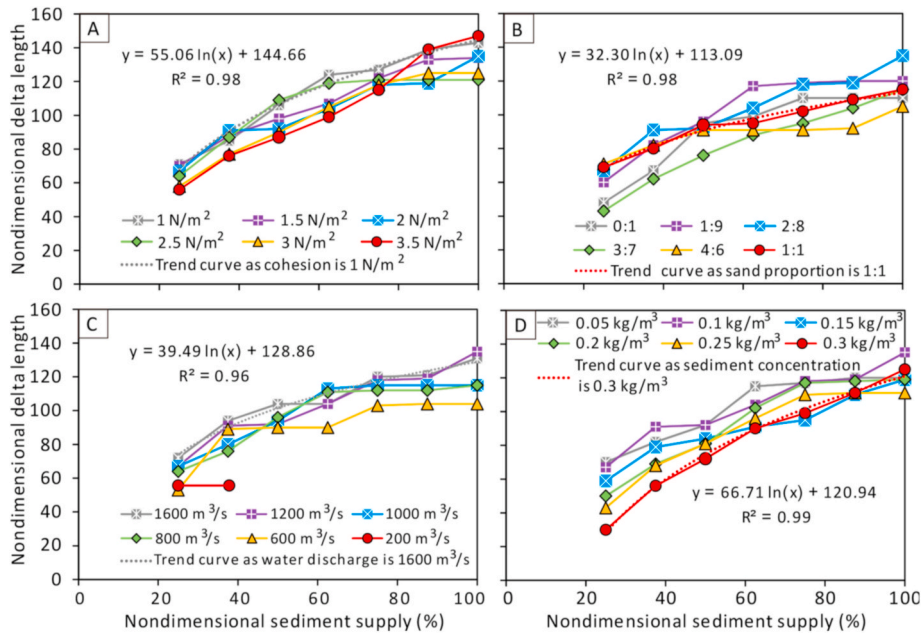 A
y = 55.06 ln(x) + 144.66
R² = 0.98
Nondimensional delta length
160
140
120
100
80
60
40
20
0
1 N/m²
1.5 N/m²
2 N/m²
2.5 N/m²
3 N/m²
3.5 N/m²
Trend curve as cohesion is 1 N/m²
B
y = 32.30 ln(x) + 113.09
R² = 0.98
0:1
1:9
2:8
3:7
4:6
1:1
Trend curve as sand proportion is 1:1
C
y = 39.49 ln(x) + 128.86
R² = 0.96
Nondimensional delta length
160
140
120
100
80
60
40
20
0
1600 m³/s
1200 m³/s
1000 m³/s
800 m³/s
600 m³/s
200 m³/s
Trend curve as water discharge is 1600 m³/s
0
20
40
60
80
100
Nondimensional sediment supply (%)
D
0.05 kg/m³
0.1 kg/m³
0.15 kg/m³
0.2 kg/m³
0.25 kg/m³
0.3 kg/m³
Trend curve as sediment concentration
is 0.3 kg/m³
y = 66.71 ln(x) + 120.94
R² = 0.99
0
20
40
60
80
100
Nondimensional sediment supply (%)